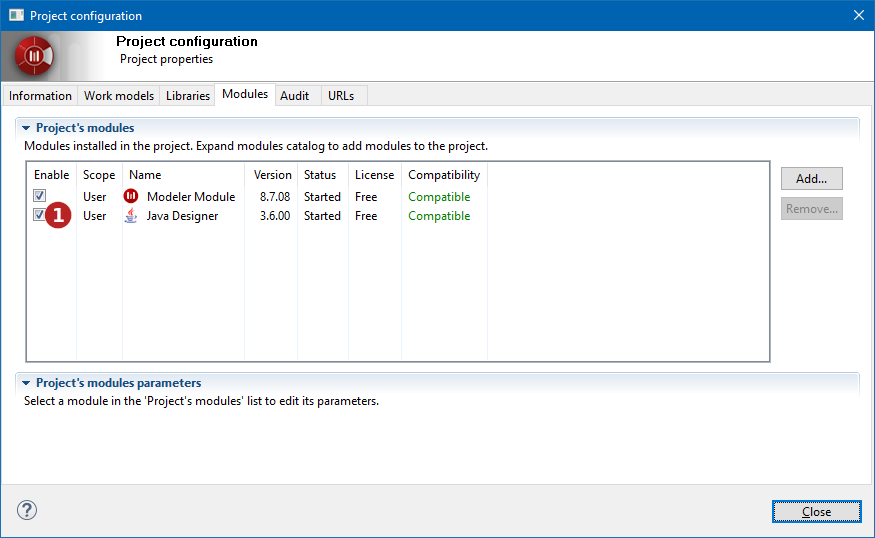 Project configuration
Project configuration
Project properties
Information Work models Libraries Modules Audit URLs
Project's modules
Modules installed in the project. Expand modules catalog to add modules to the project.
Enable Scope Name Version Status License Compatibility
User Modeler Module 8.7.08 Started Free Compatible
1 User Java Designer 3.6.00 Started Free Compatible
Add...
Remove...
Project's modules parameters
Select a module in the 'Project's modules' list to edit its parameters.
? Close